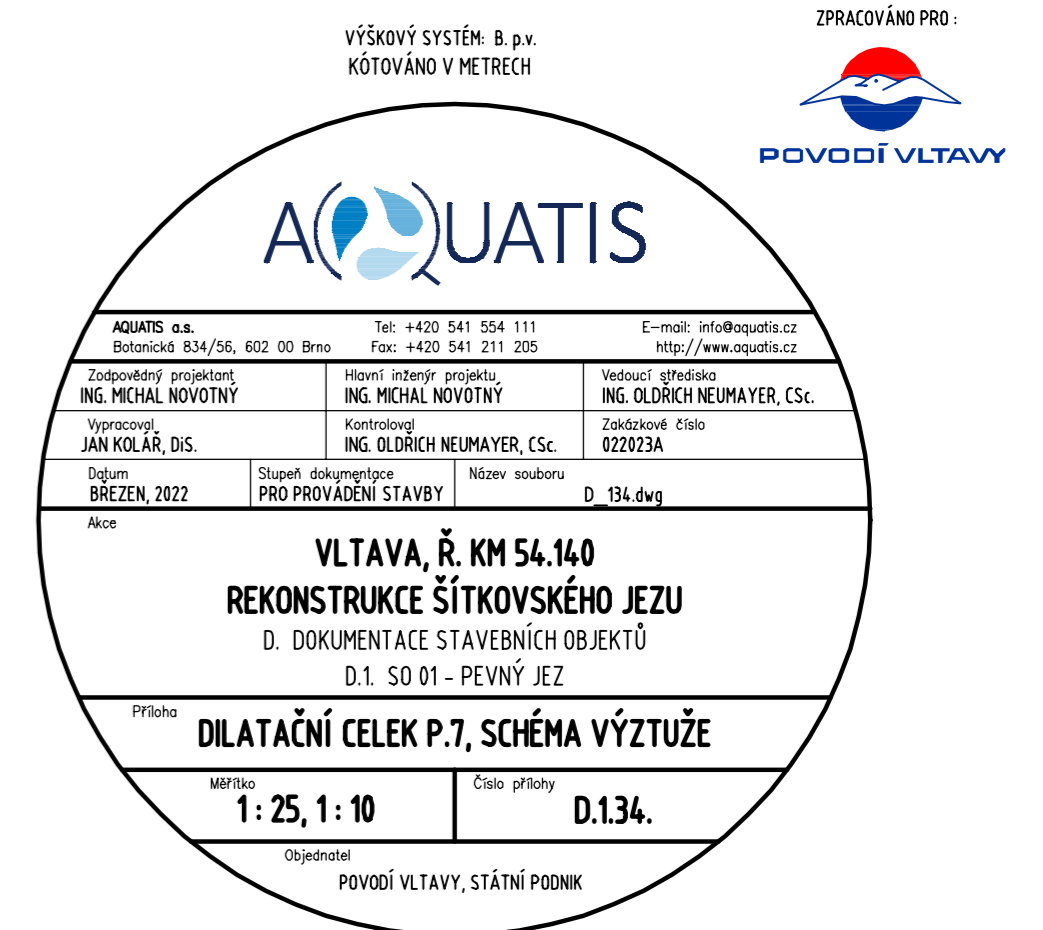 VÝŠKOVÝ SYSTÉM: B. p.v.
KÓTOVÁNO V METRECH
ZPRACOVÁNO PRO :
POVODÍ VLTAVY
AQUATIS
AQUATIS a.s. Tel: +420 541 554 111 E-mail: info@aquatis.cz
Botanická 834/56, 602 00 Brno Fax: +420 541 211 205 http://www.aquatis.cz
Zodpovědný projektant Hlavní inženýr projektu Vedoucí střediska
ING. MICHAL NOVOTNÝ ING. MICHAL NOVOTNÝ ING. OLDŘICH NEUMAYER, CSc.
Vypracoval Kontroloval Zakázkové číslo
JAN KOLÁŘ, DiS. ING. OLDŘICH NEUMAYER, CSc. 022023A
Datum Stupeň dokumentace Název souboru
BŘEZEN, 2022 PRO PROVÁDĚNÍ STAVBY D_134.dwg
Akce
VLTAVA, Ř. KM 54.140
REKONSTRUKCE ŠÍTKOVSKÉHO JEZU
D. DOKUMENTACE STAVEBNÍCH OBJEKTŮ
D.1. SO 01 - PEVNÝ JEZ
Příloha
DILATAČNÍ CELEK P.7, SCHÉMA VÝZTUŽE
Měřítko Číslo přílohy
1 : 25, 1 : 10 D.1.34.
Objednatel
POVODÍ VLTAVY, STÁTNÍ PODNIK